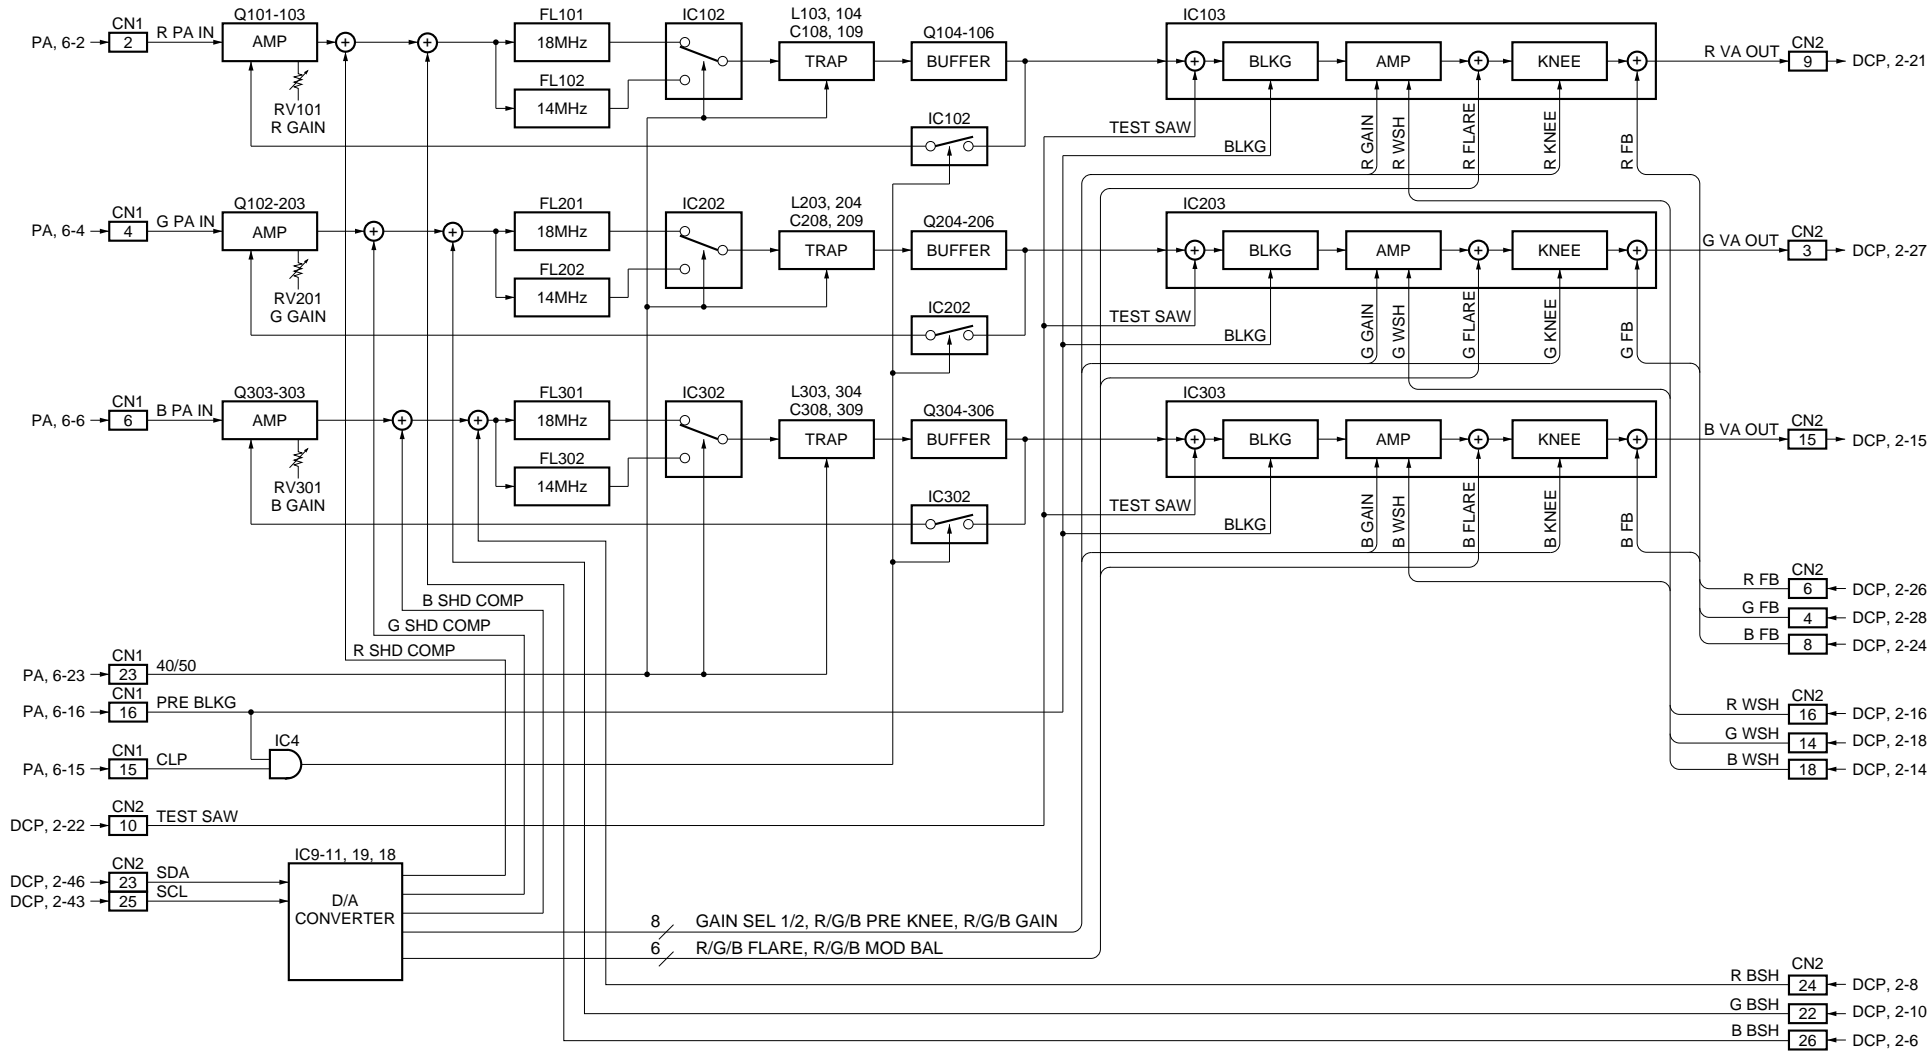 Q101-103
FL101
IC102
L103, 104
C108, 109
Q104-106
IC103
PA, 6-2
CN1
2
R PA IN
AMP
18MHz
TRAP
BUFFER
BLKG
AMP
KNEE
R VA OUT
CN2
9
DCP, 2-21
FL102
14MHz
RV101
R GAIN
IC102
TEST SAW
BLKG
R GAIN
R WSH
R FLARE
R KNEE
R FB
Q102-203
FL201
IC202
L203, 204
C208, 209
Q204-206
IC203
PA, 6-4
CN1
4
G PA IN
AMP
18MHz
TRAP
BUFFER
BLKG
AMP
KNEE
G VA OUT
CN2
3
DCP, 2-27
FL202
14MHz
RV201
G GAIN
IC202
TEST SAW
BLKG
G GAIN
G WSH
G FLARE
G KNEE
G FB
Q303-303
FL301
IC302
L303, 304
C308, 309
Q304-306
IC303
PA, 6-6
CN1
6
B PA IN
AMP
18MHz
TRAP
BUFFER
BLKG
AMP
KNEE
B VA OUT
CN2
15
DCP, 2-15
FL302
14MHz
RV301
B GAIN
IC302
TEST SAW
BLKG
B GAIN
B WSH
B FLARE
B KNEE
B FB
CN2
R FB
6
DCP, 2-26
G FB
4
DCP, 2-28
B FB
8
DCP, 2-24
B SHD COMP
G SHD COMP
R SHD COMP
PA, 6-23
CN1
23
40/50
PA, 6-16
CN1
16
PRE BLKG
IC4
PA, 6-15
CN1
15
CLP
CN2
R WSH
16
DCP, 2-16
G WSH
14
DCP, 2-18
B WSH
18
DCP, 2-14
DCP, 2-22
CN2
10
TEST SAW
IC9-11, 19, 18
CN2
DCP, 2-46
23
SDA
DCP, 2-43
25
SCL
D/A
CONVERTER
8
GAIN SEL 1/2, R/G/B PRE KNEE, R/G/B GAIN
6
R/G/B FLARE, R/G/B MOD BAL
CN2
R BSH
24
DCP, 2-8
G BSH
22
DCP, 2-10
B BSH
26
DCP, 2-6